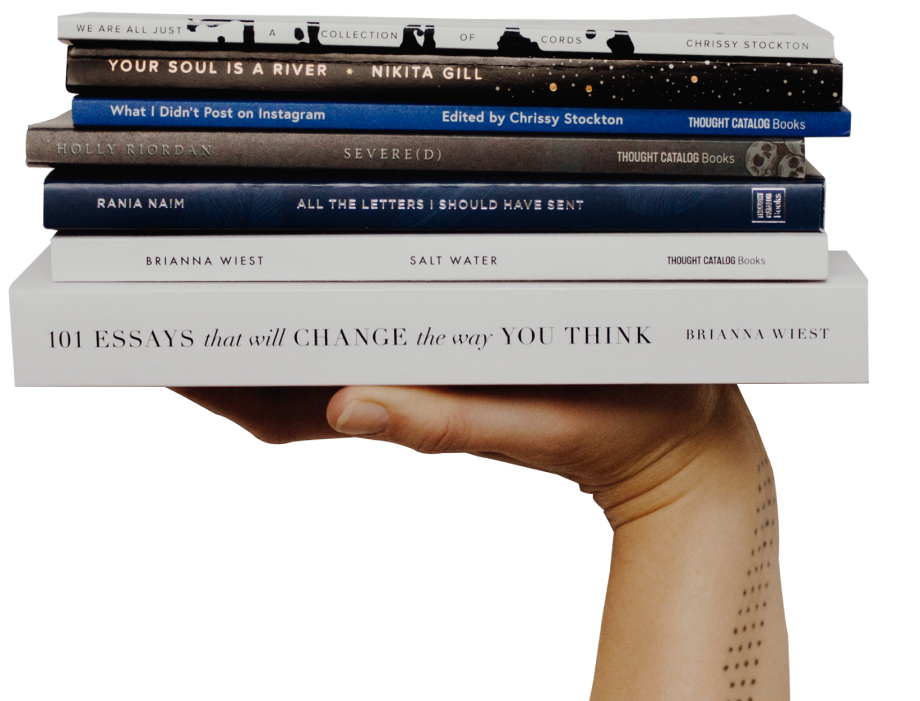 WE ARE ALL JUST A COLLECTION OF CORDS CHRISSY STOCKTON
YOUR SOUL IS A RIVER NIKITA GILL
What I Didn't Post on Instagram Edited by Chrissy Stockton THOUGHT CATALOG Books
HOLLY RIORDAN SEVERE(D) THOUGHT CATALOG Books
RANIA NAIM ALL THE LETTERS I SHOULD HAVE SENT THOUGHT CATALOG Books
BRIANNA WIEST SALT WATER THOUGHT CATALOG Books
101 ESSAYS that will CHANGE the way YOU THINK BRIANNA WIEST